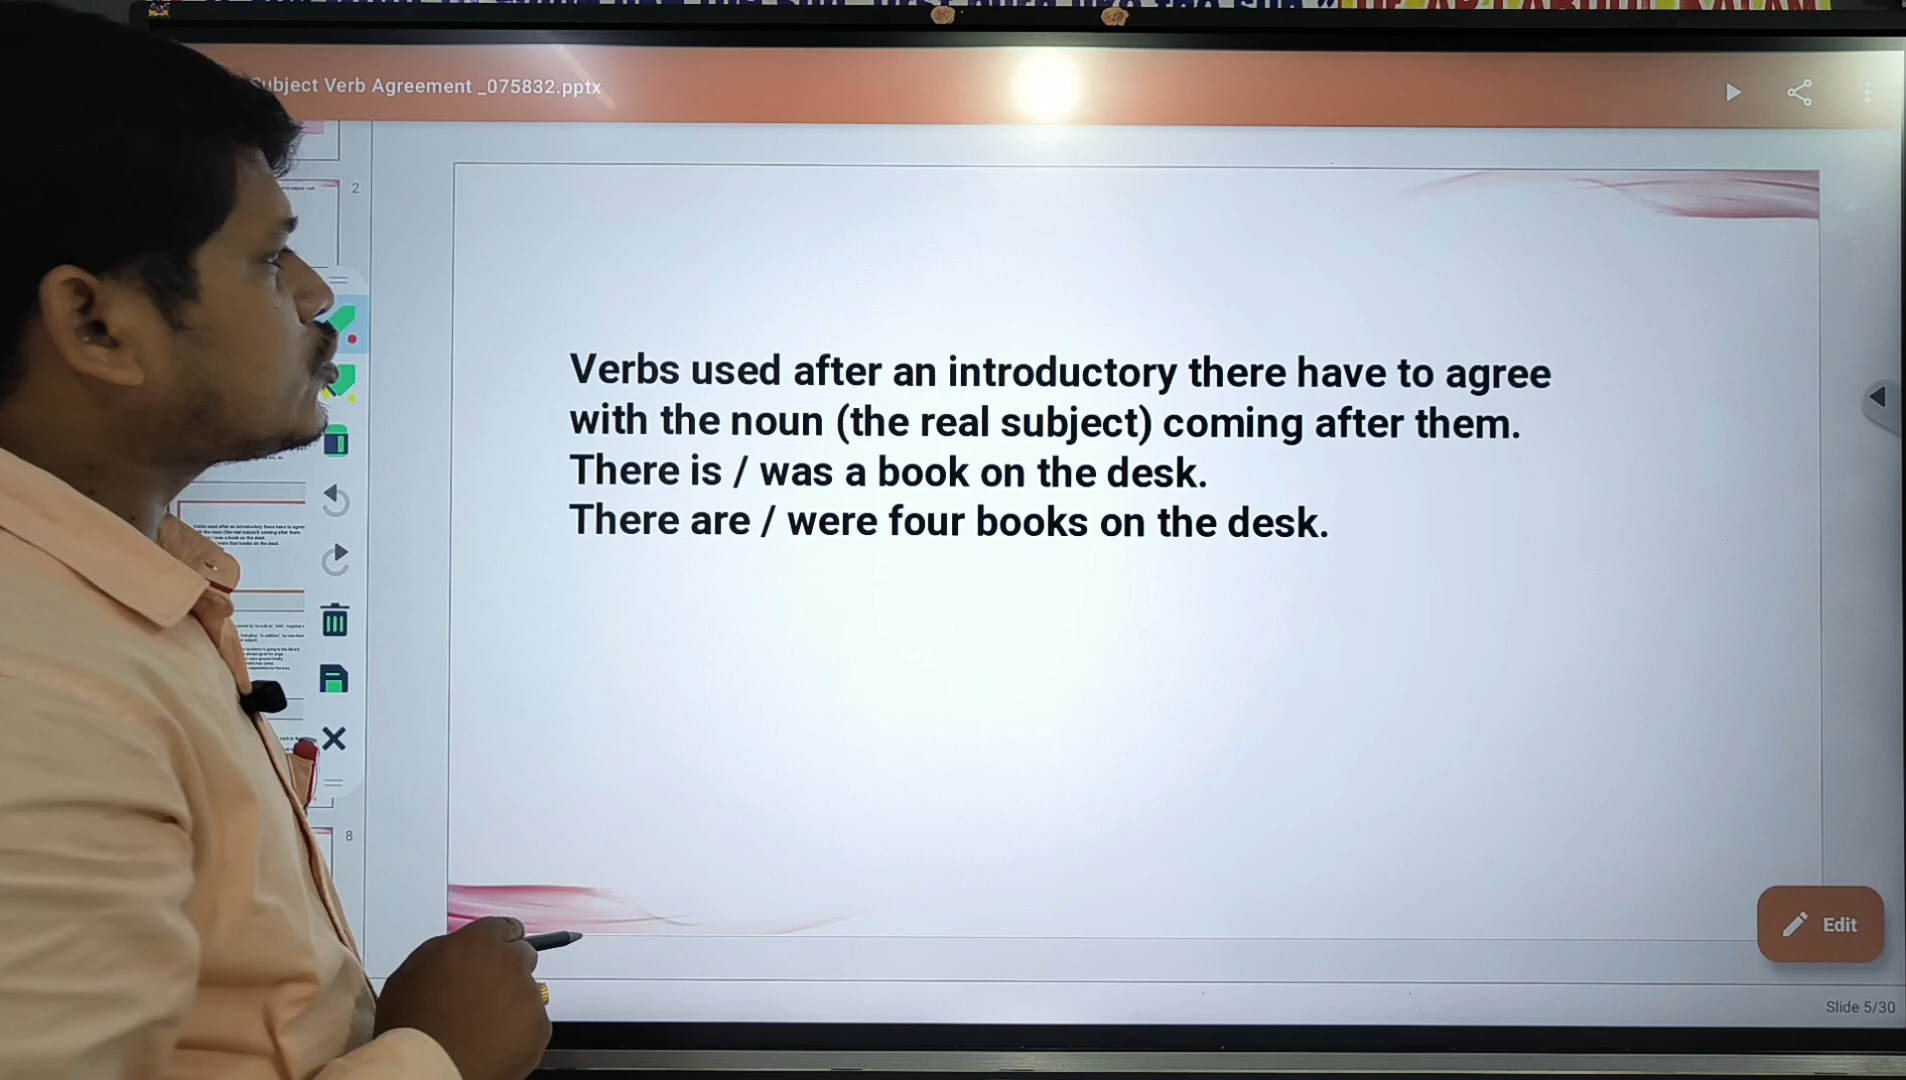 Subject Verb Agreement _075832.pptx
2
Verbs used after an introductory there have to agree
with the noun (the real subject) coming after them.
There is / was a book on the desk.
There are / were four books on the desk.
8
Edit
Slide 5/30